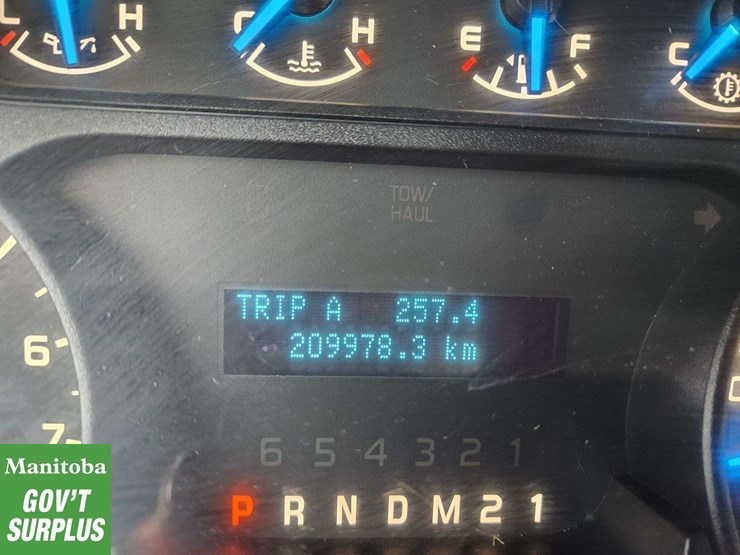 L H
C H
E F
C
TOW/
HAUL
TRIP A 257.4
209978.3 km
6
7
6 5 4 3 2 1
P R N D M 2 1
Manitoba
GOV'T
SURPLUS